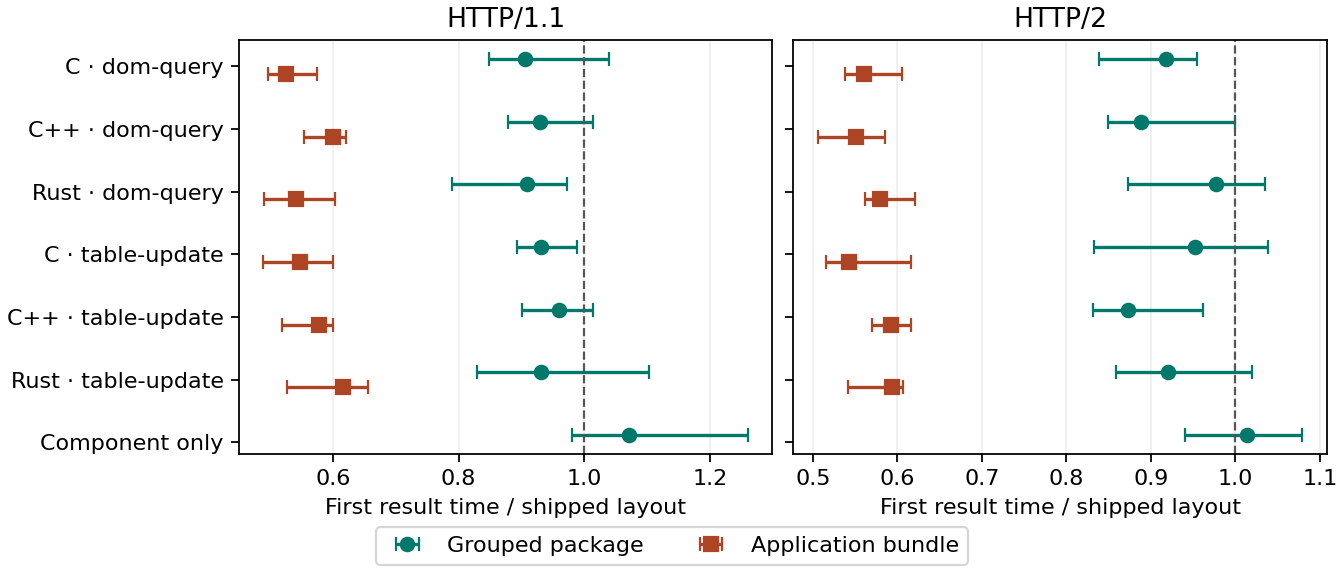 HTTP/1.1
HTTP/2
C · dom-query
C++ · dom-query
Rust · dom-query
C · table-update
C++ · table-update
Rust · table-update
Component only
0.6 0.8 1.0 1.2
0.5 0.6 0.7 0.8 0.9 1.0 1.1
First result time / shipped layout
First result time / shipped layout
Grouped package
Application bundle